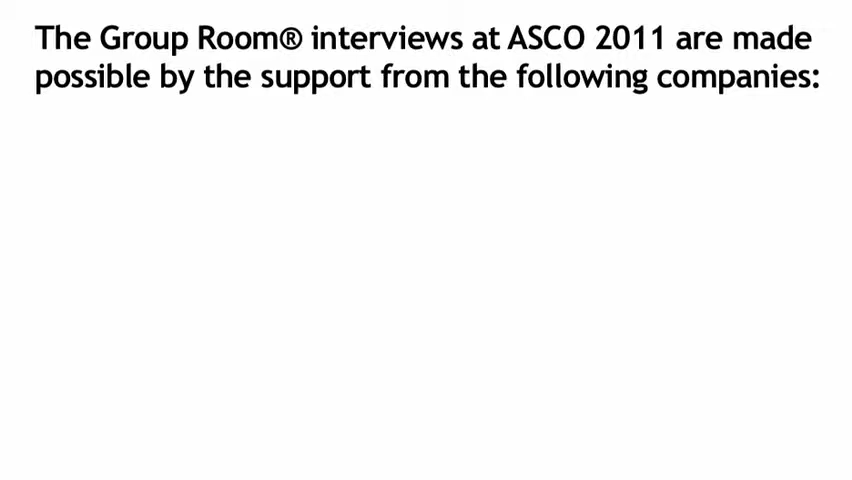 The Group Room® interviews at ASCO 2011 are made
possible by the support from the following companies: